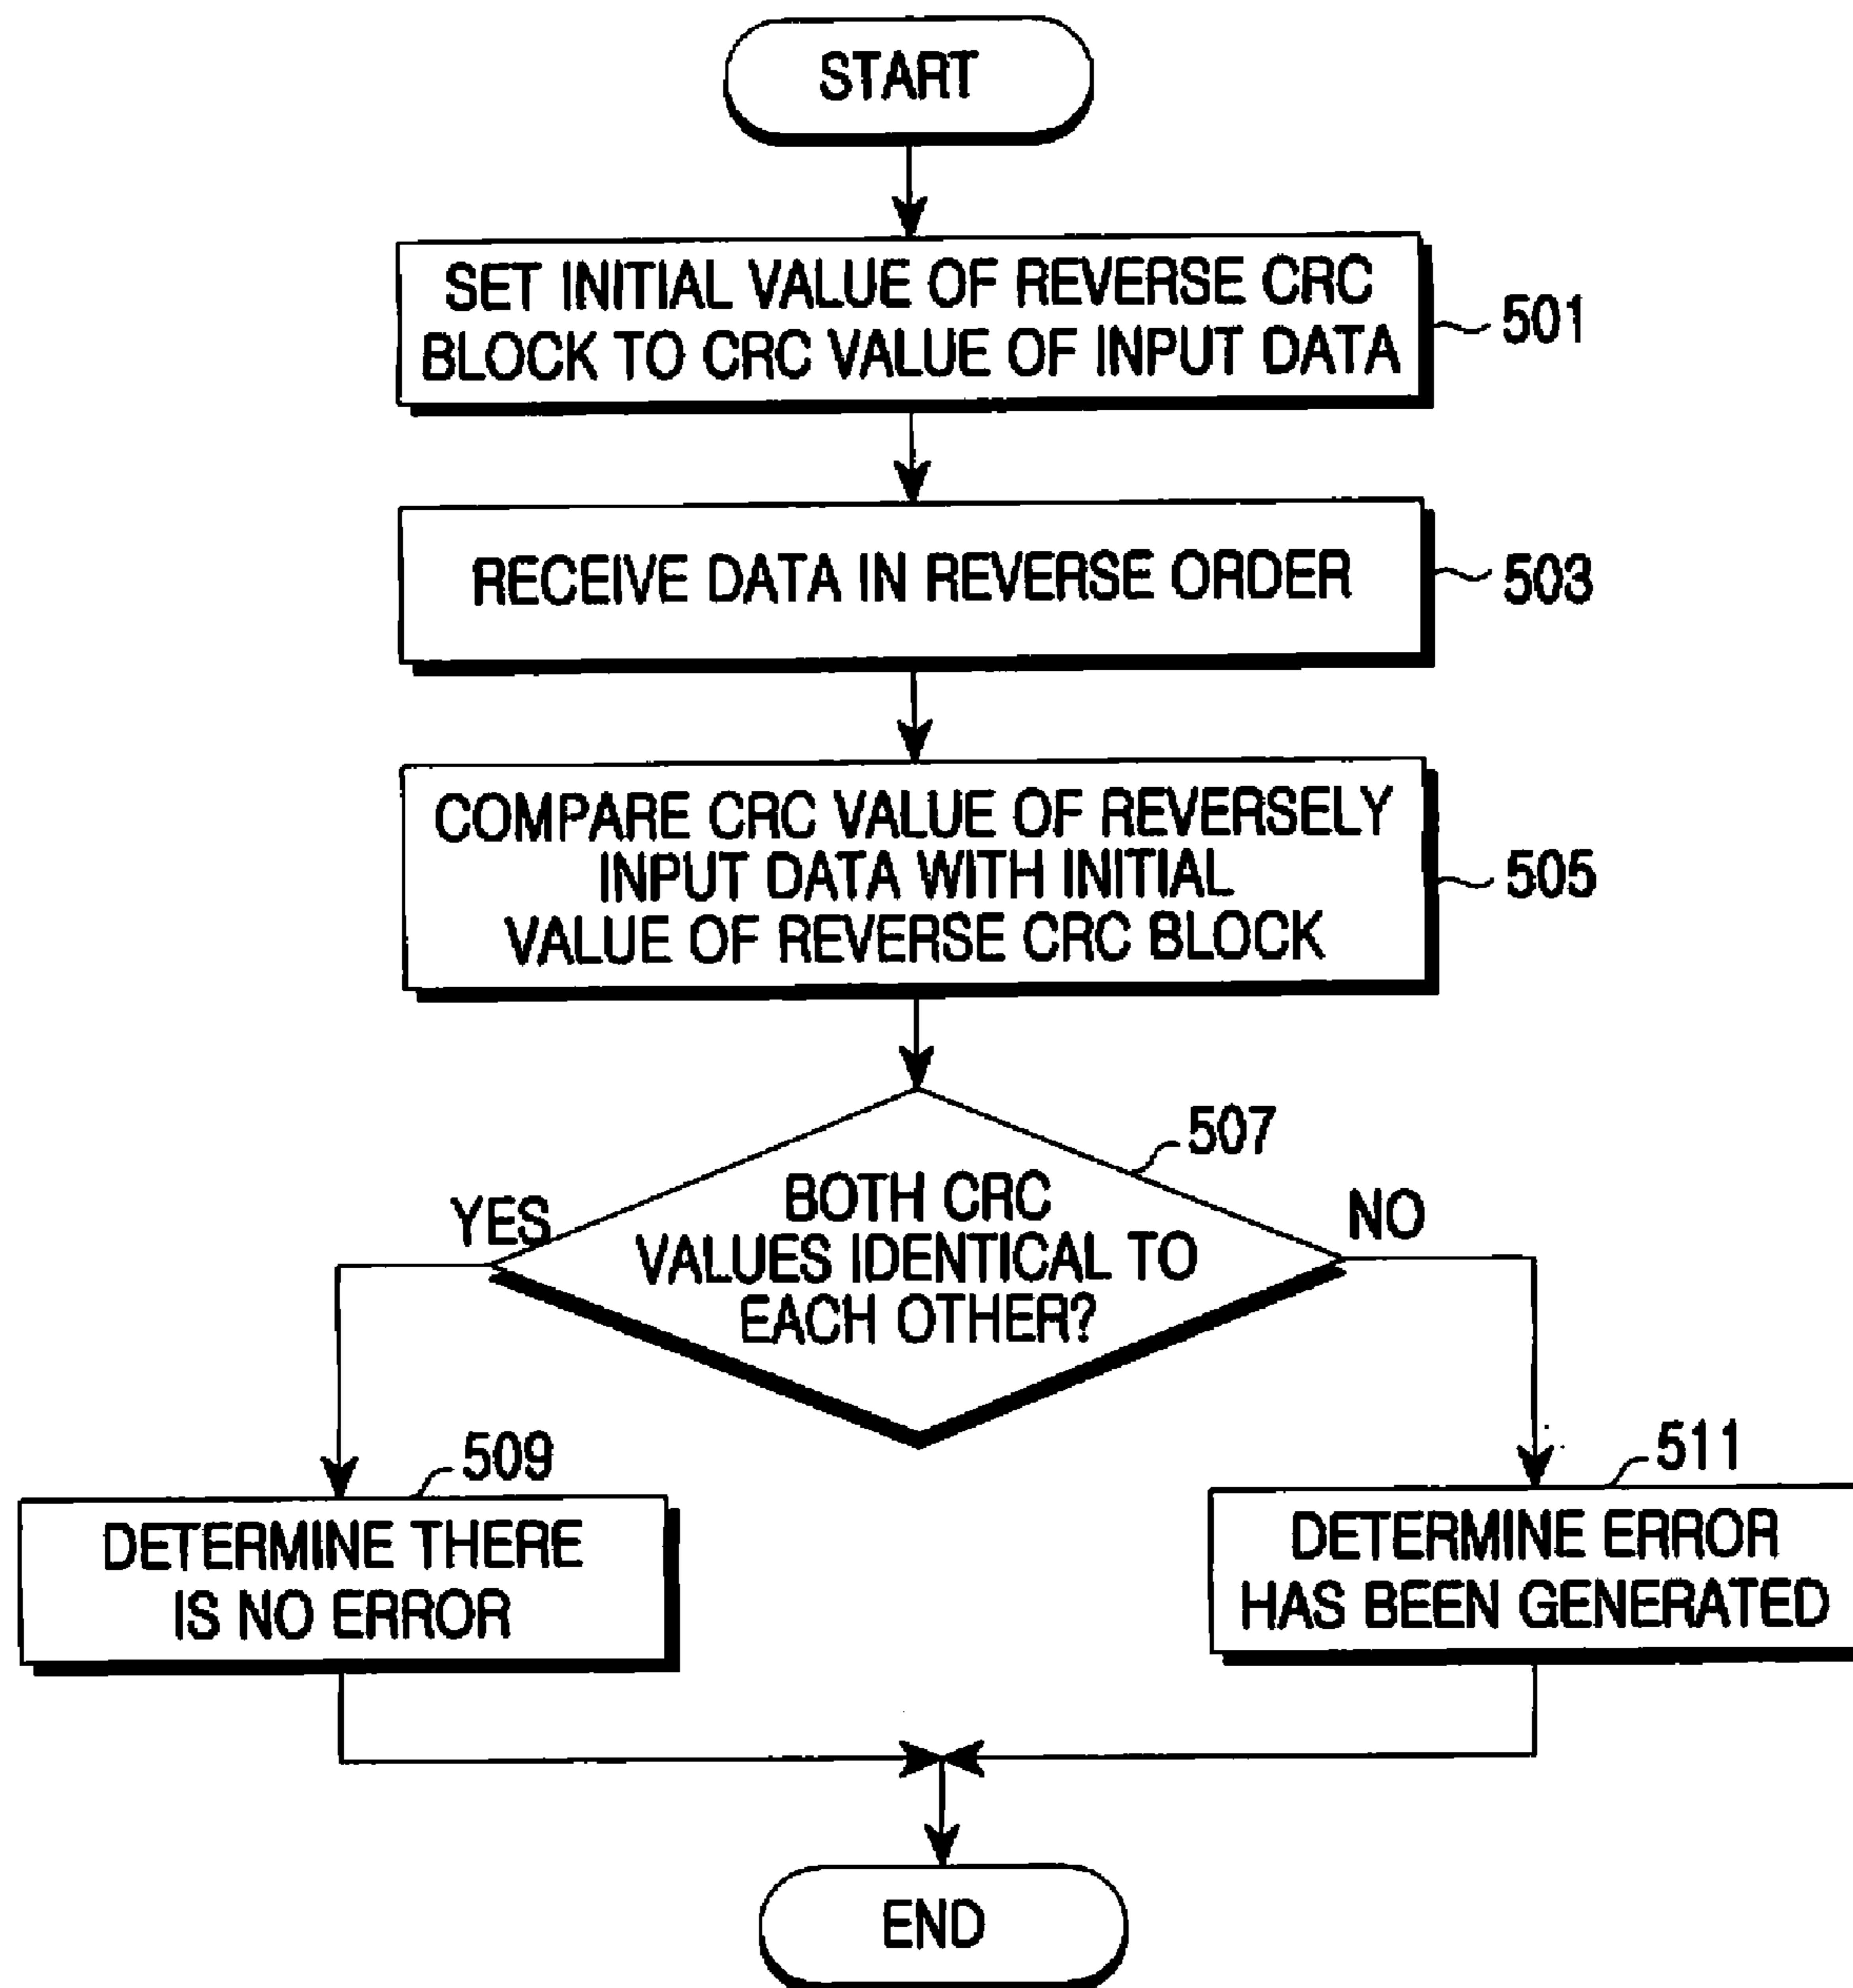 START
SET INITIAL VALUE OF REVERSE CRC
BLOCK TO CRC VALUE OF INPUT DATA
501
RECEIVE DATA IN REVERSE ORDER
503
COMPARE CRC VALUE OF REVERSELY
INPUT DATA WITH INITIAL
VALUE OF REVERSE CRC BLOCK
505
507
BOTH CRC
VALUES IDENTICAL TO
EACH OTHER?
YES
NO
509
DETERMINE THERE
IS NO ERROR
511
DETERMINE ERROR
HAS BEEN GENERATED
END